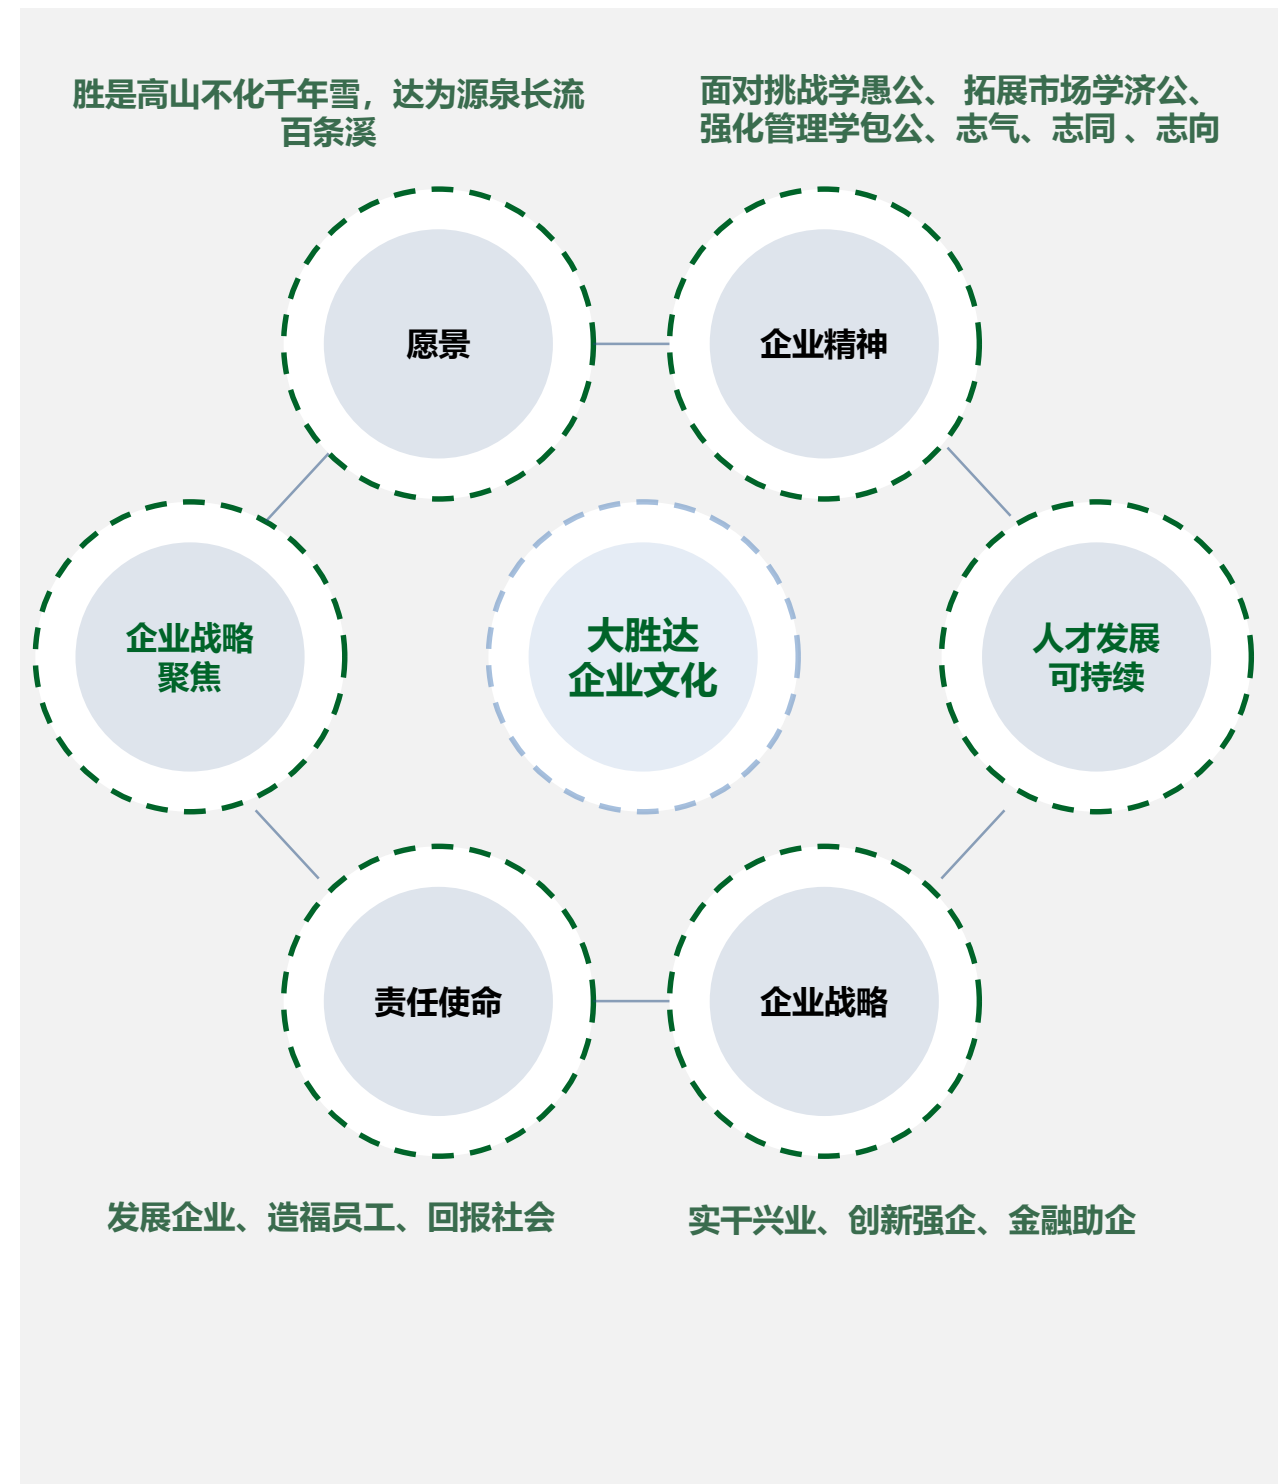 胜是高山不化千年雪，达为源泉长流
百条溪
面对挑战学愚公、 拓展市场学济公、
强化管理学包公、志气、志同 、志向
愿景
企业精神
企业战略
聚焦
大胜达
企业文化
人才发展
可持续
责任使命
企业战略
发展企业、造福员工、回报社会
实干兴业、创新强企、金融助企